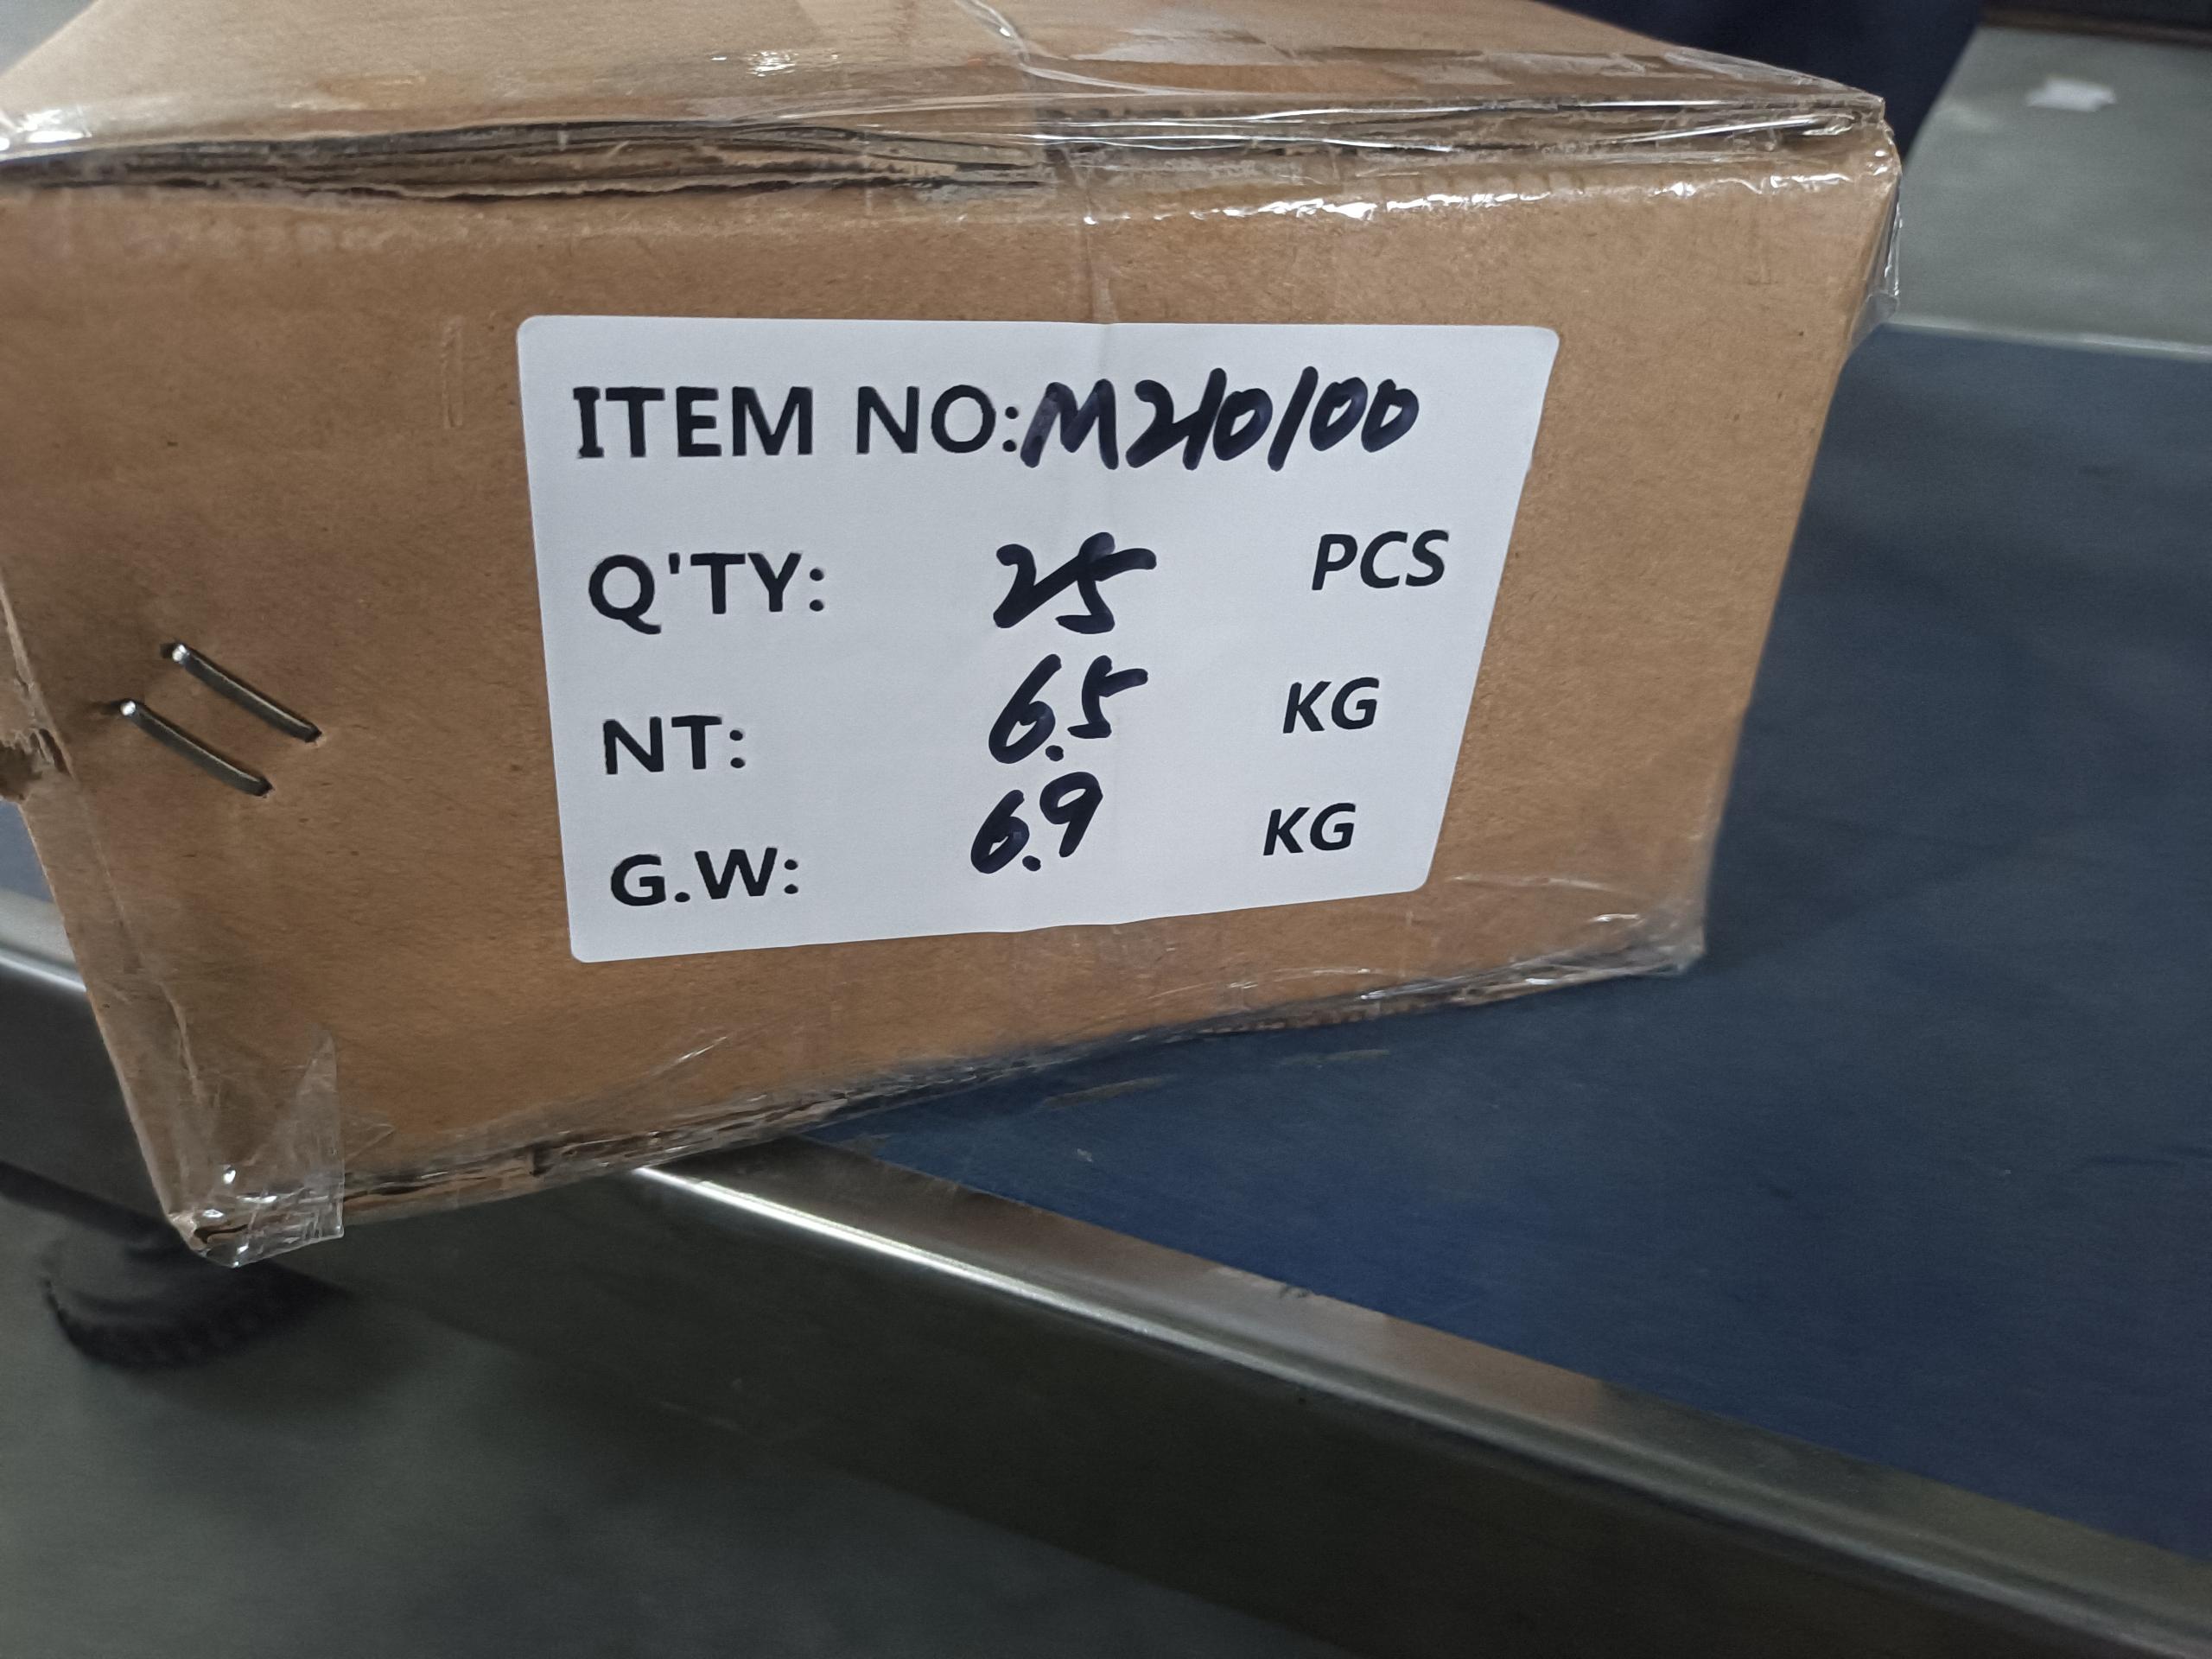 ITEM NO:M210100
Q'TY: 25 PCS
NT: 6.5 KG
G.W: 6.9 KG